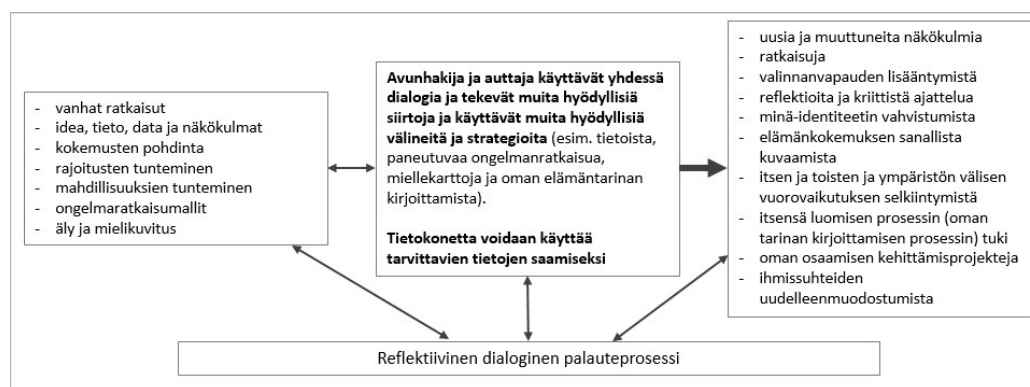 - vanhat ratkaisut
- idea, tieto, data ja näkökulmat
- kokemusten pohdinta
- rajoitusten tunteminen
- mahdillisuuksien tunteminen
- ongelmaratkaisumallit
- äly ja mielikuvitus
Avunhakija ja auttaja käyttävät yhdessä
dialogia ja tekevät muita hyödyllisiä
siirtoja ja käyttävät muita hyödyllisiä
välineitä ja strategioita (esim. tietoista,
paneutuvaa ongelmanratkaisua,
miellekarttoja ja oman elämäntarinan
kirjoittamista).
Tietokonetta voidaan käyttää
tarvittavien tietojen saamiseksi
- uusia ja muuttuneita näkökulmia
- ratkaisuja
- valinnanvapauden lisääntymistä
- reflektioita ja kriittistä ajattelua
- minä-identiteetin vahvistumista
- elämänkokemuksen sanallista
kuvaamista
- itsen ja toisten ja ympäristön välisen
vuorovaikutuksen selkiintymistä
- itsensä luomisen prosessin (oman
tarinan kirjoittamisen prosessin) tuki
- oman osaamisen kehittämisprojekteja
- ihmissuhteiden
uudelleenmuodostumista
Reflektiivinen dialoginen palauteprosessi